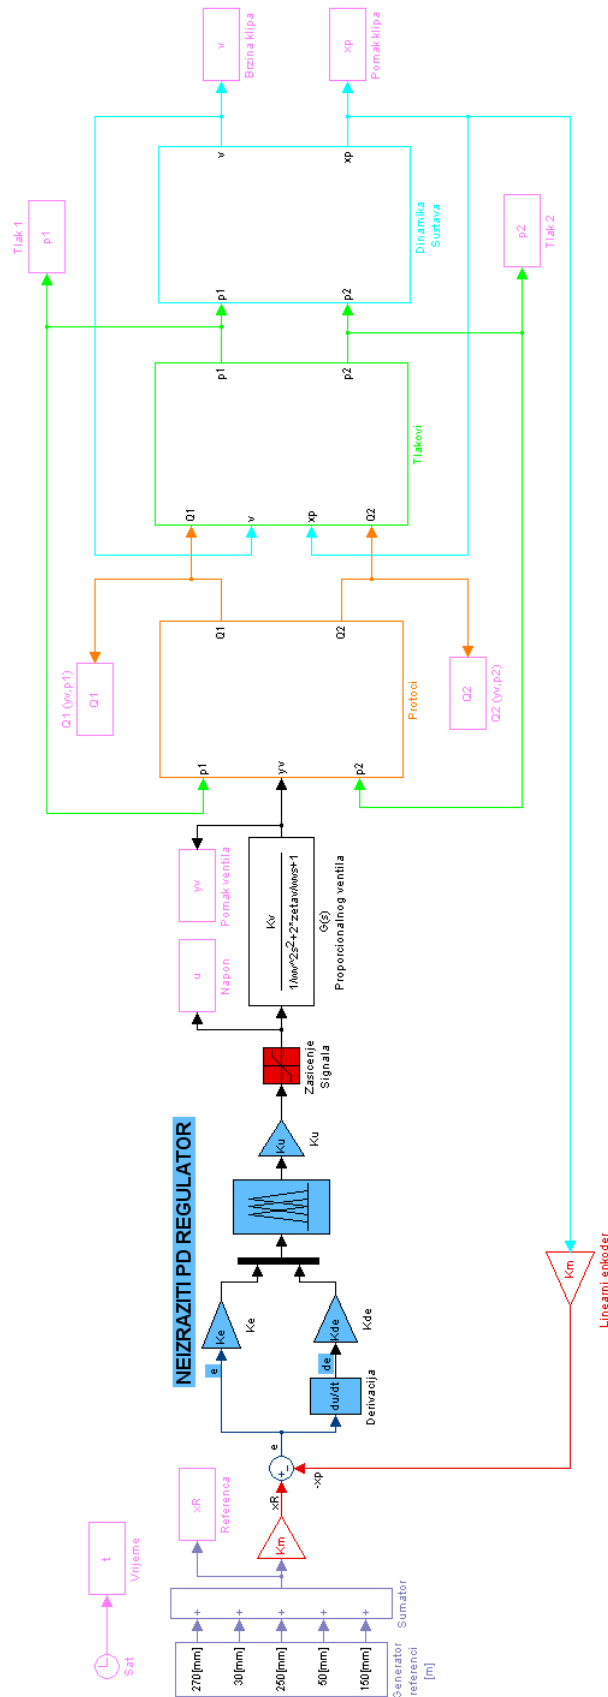 Sat
t
Vrijeme
270[mm]
30[mm]
250[mm]
50[mm]
150[mm]
Generator
referenci
[m]
+
+
+
+
+
Sumator
xR
Referenca
Km
xR
-xp
+
−
e
NEIZRAZITI PD REGULATOR
e
Ke
Ke
du/dt
Derivacija
de
Kde
Kde
Ku
Ku
Zasicenje
Signala
u
Napon
Kv
1/wv^2s²+2*zetav/wvs+1
G(s)
Proporcionalnog ventila
yv
Pomak ventila
p1
yv
p2
Q1
Q2
Protoci
Q1 (yv,p1)
Q1
Q2
Q2 (yv,p2)
Q1
v
xp
Q2
p1
p2
Tlakovi
Tlak 1
p1
p2
Tlak 2
p1
p2
v
xp
Dinamika
Sustava
v
Brzina klipa
xp
Pomak klipa
Km
Linearni enkoder